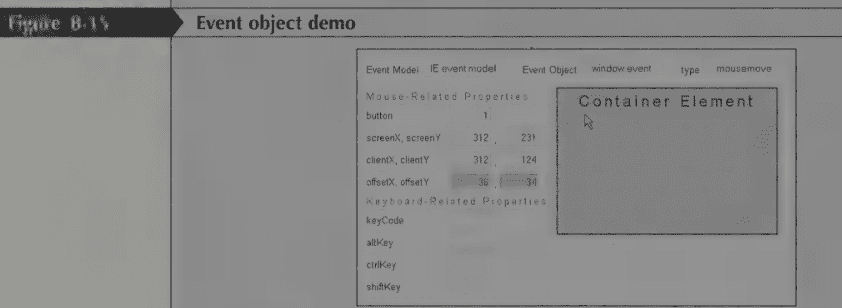 Figure B-15 Event object demo
Event Model IE event model Event Object window.event type mousemove
Mouse-Related Properties
Container Element
button 1
screenX, screenY 312 , 231
clientX, clientY 312 , 124
offsetX, offsetY 36 , 34
Keyboard-Related Properties
keyCode
altKey
ctrlKey
shiftKey